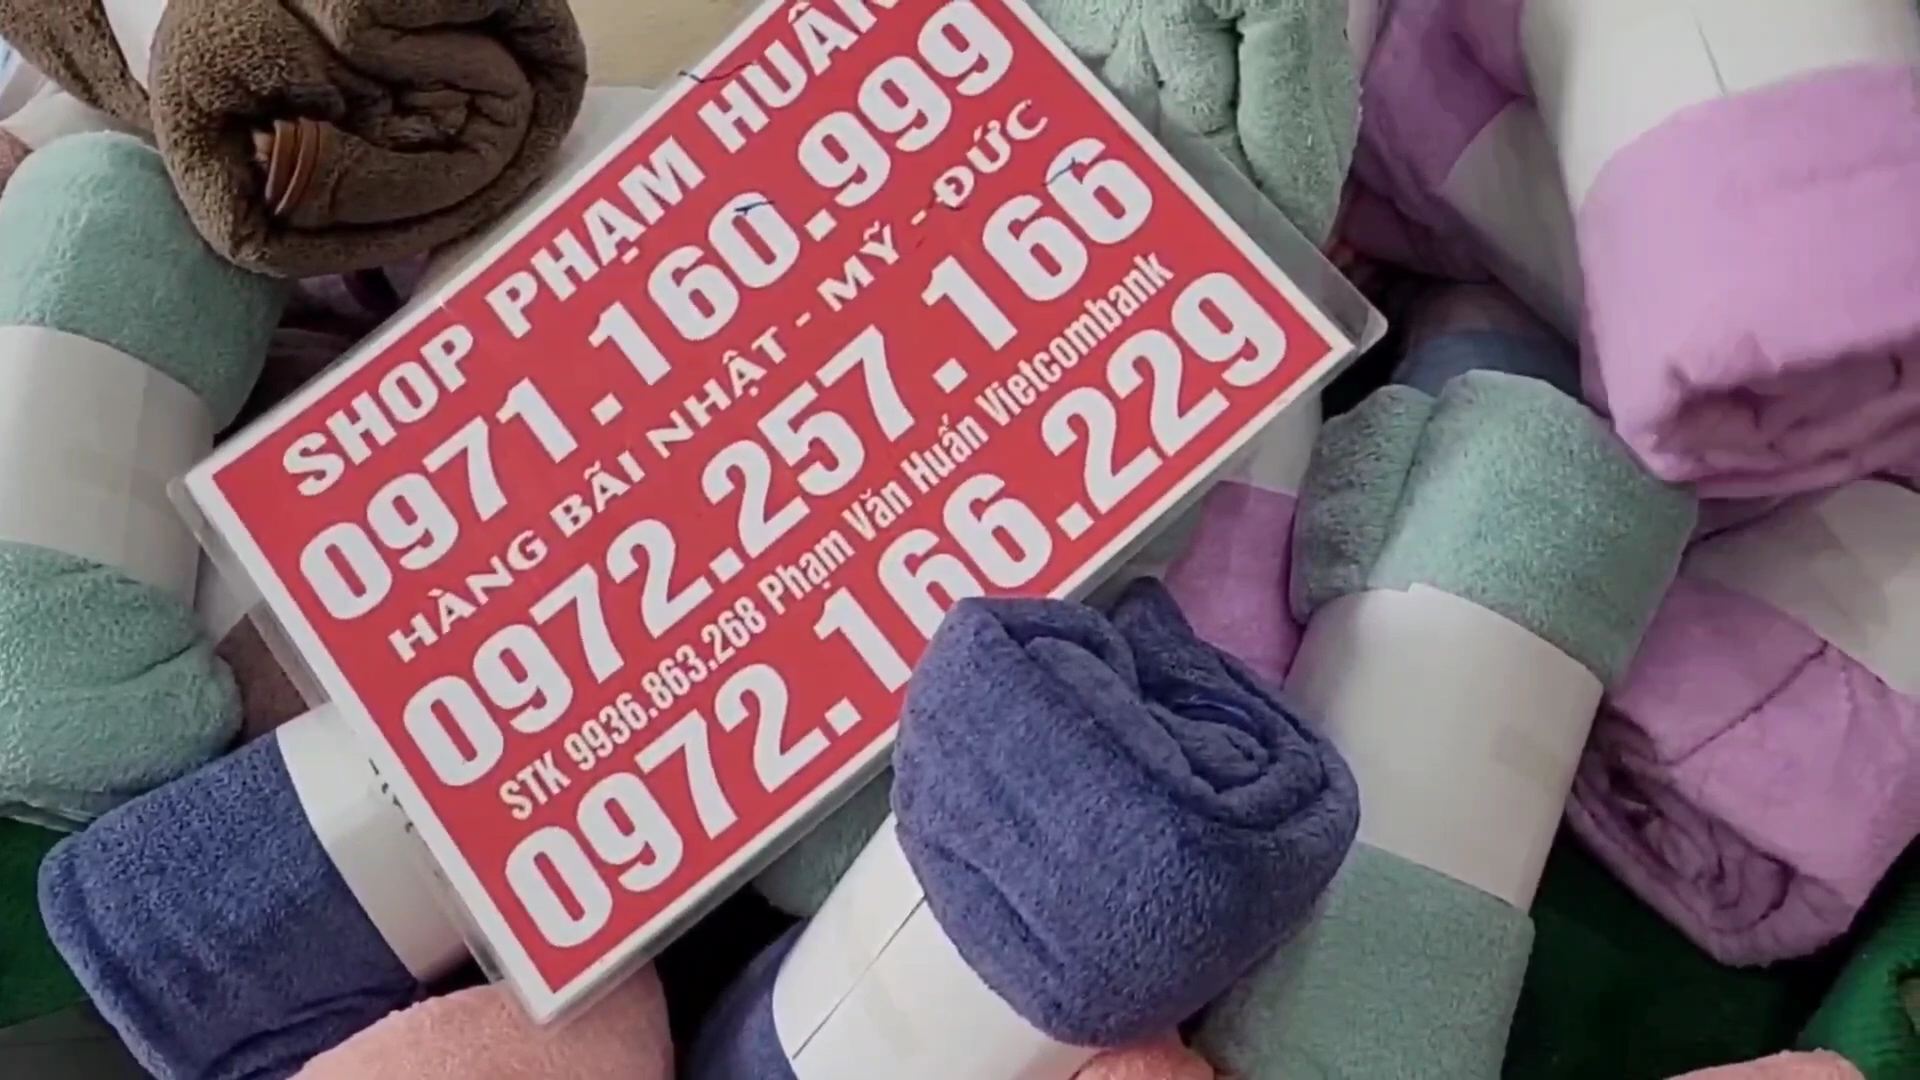 SHOP PHẠM HUẤN
0971.160.999
HÀNG BÃI NHẬT - MỸ - ĐỨC
0972.257.166
STK 9936.863.268 Phạm Văn Huấn Vietcombank
0972.166.229